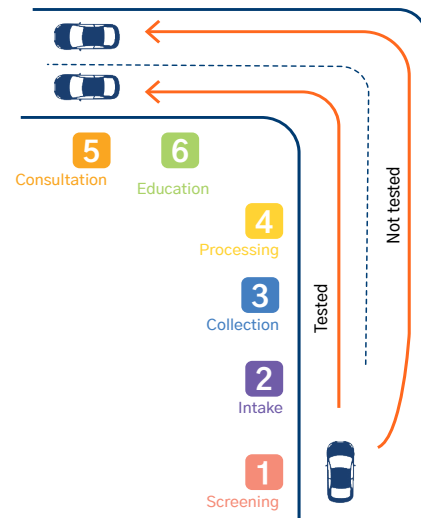 5
Consultation
6
Education
4
Processing
3
Collection
2
Intake
1
Screening
Tested
Not tested